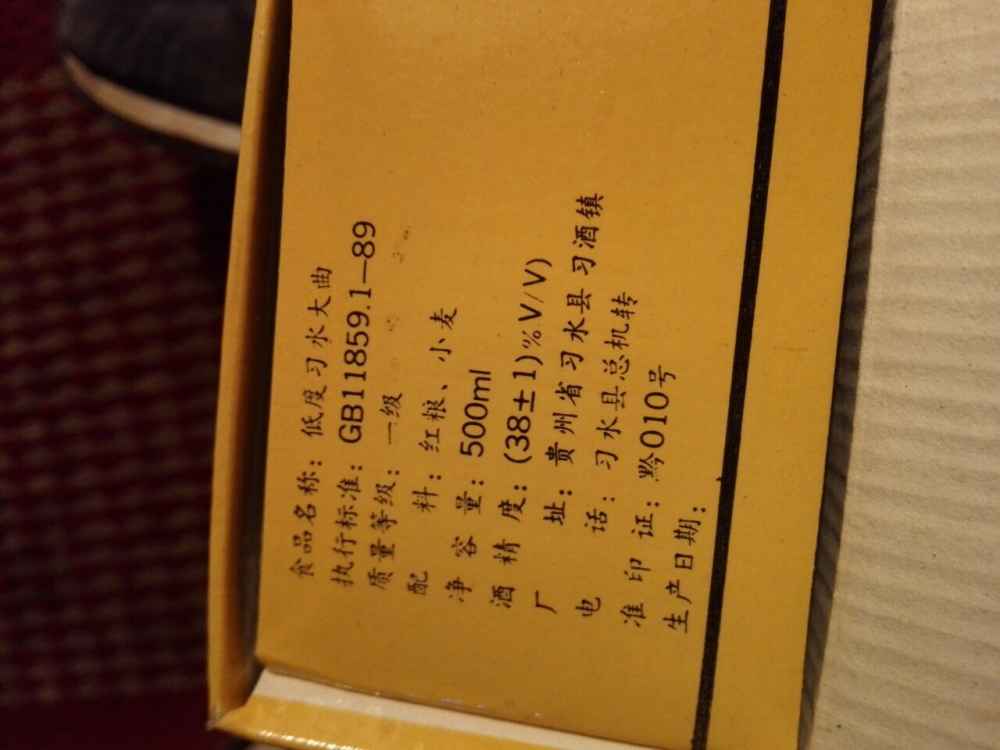 食品名称：低度习水大曲
执行标准：GB11859.1—89
质量等级：一级
配料：红粮、小麦
净容量：500ml
酒精度：(38±1)%V/V)
厂址：贵州省习水县习酒镇
电话：习水县总机转
准印证：黔010号
生产日期：